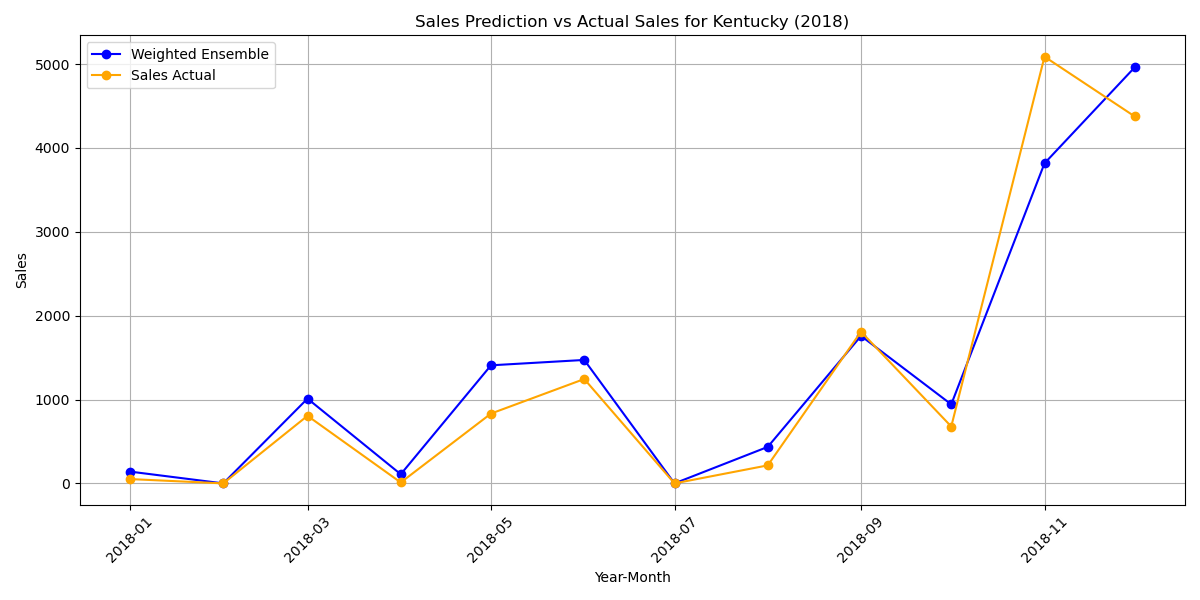 Sales Prediction vs Actual Sales for Kentucky (2018)
Weighted Ensemble
Sales Actual
5000
4000
3000
2000
1000
0
Sales
2018-01
2018-03
2018-05
2018-07
2018-09
2018-11
Year-Month